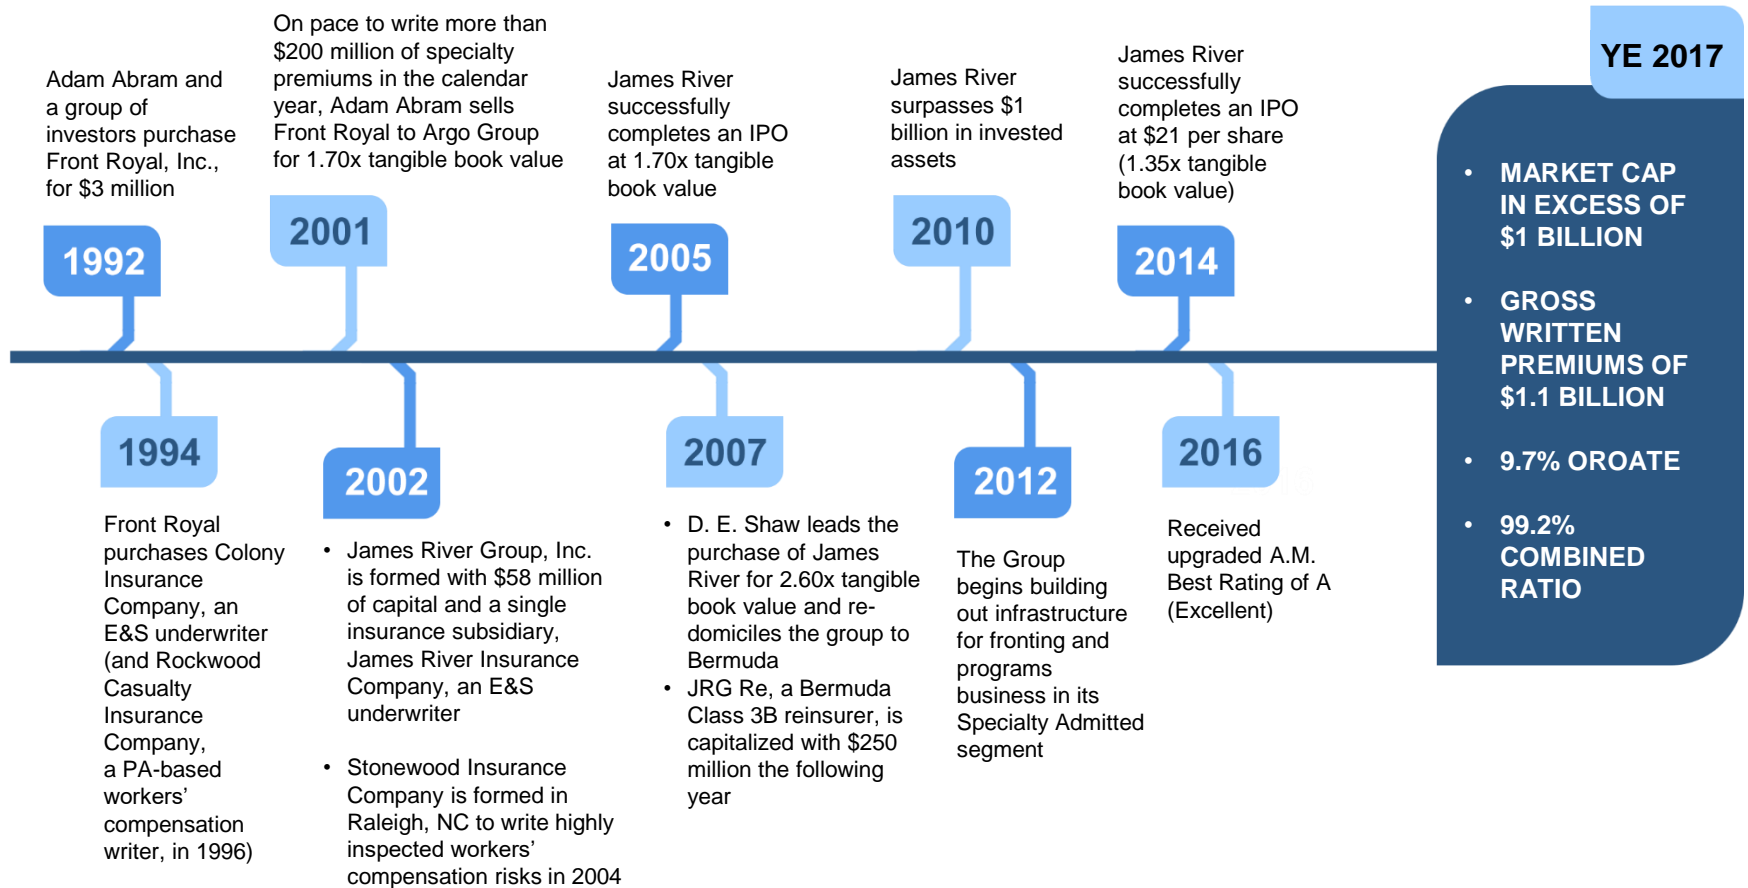 Adam Abram and
a group of
investors purchase
Front Royal, Inc.,
for $3 million
1992
On pace to write more than
$200 million of specialty
premiums in the calendar
year, Adam Abram sells
Front Royal to Argo Group
for 1.70x tangible book value
2001
James River
successfully
completes an IPO
at 1.70x tangible
book value
2005
James River
surpasses $1
billion in invested
assets
2010
James River
successfully
completes an IPO
at $21 per share
(1.35x tangible
book value)
2014
1994
Front Royal
purchases Colony
Insurance
Company, an
E&S underwriter
(and Rockwood
Casualty
Insurance
Company,
a PA-based
workers’
compensation
writer, in 1996)
2002
• James River Group, Inc.
is formed with $58 million
of capital and a single
insurance subsidiary,
James River Insurance
Company, an E&S
underwriter
• Stonewood Insurance
Company is formed in
Raleigh, NC to write highly
inspected workers’
compensation risks in 2004
2007
• D. E. Shaw leads the
purchase of James
River for 2.60x tangible
book value and re-
domiciles the group to
Bermuda
• JRG Re, a Bermuda
Class 3B reinsurer, is
capitalized with $250
million the following
year
2012
The Group
begins building
out infrastructure
for fronting and
programs
business in its
Specialty Admitted
segment
2016
Received
upgraded A.M.
Best Rating of A
(Excellent)
YE 2017
• MARKET CAP
IN EXCESS OF
$1 BILLION
• GROSS
WRITTEN
PREMIUMS OF
$1.1 BILLION
• 9.7% OROATE
• 99.2%
COMBINED
RATIO